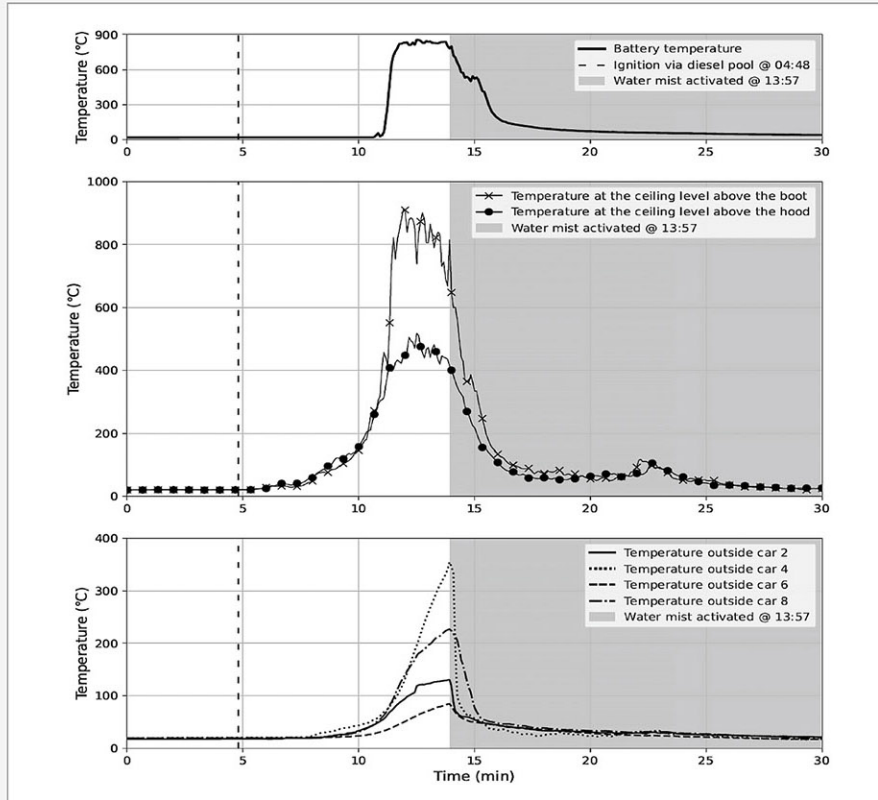 900
600
300
0
Temperature (°C)
Battery temperature
Ignition via diesel pool @ 04:48
Water mist activated @ 13:57
0 5 10 15 20 25 30
1000
800
600
400
200
0
Temperature (°C)
Temperature at the ceiling level above the boot
Temperature at the ceiling level above the hood
Water mist activated @ 13:57
0 5 10 15 20 25 30
400
300
200
100
0
Temperature (°C)
Temperature outside car 2
Temperature outside car 4
Temperature outside car 6
Temperature outside car 8
Water mist activated @ 13:57
0 5 10 15 20 25 30
Time (min)